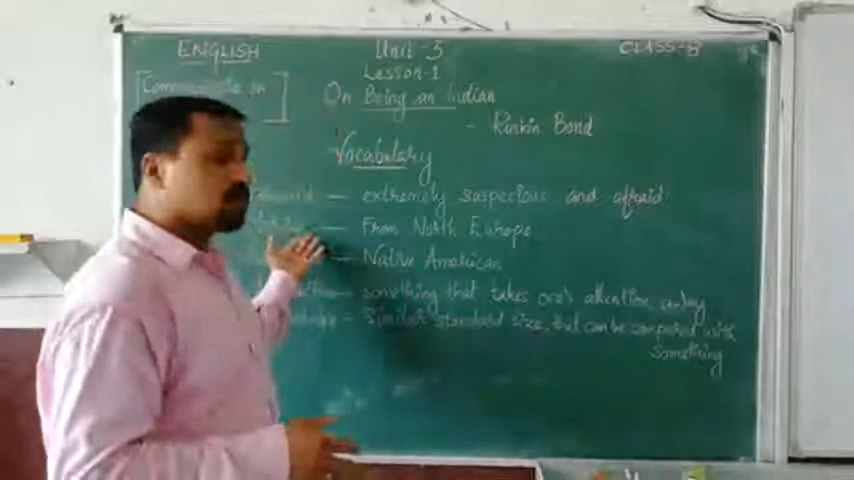 ENGLISH Unit-3 CLASS-8
Lesson-1
[Communicate on]
On Being an Indian
- Ruskin Bond
Vocabulary
— extremely suspecious and afraid
— From North Europe
— Native American
— something that takes one's attention away
— Similar standard size, that can be compared with
something